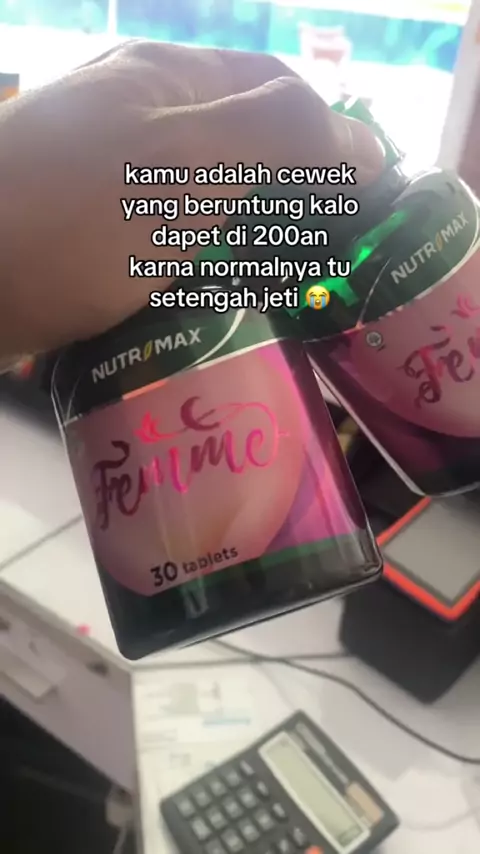 kamu adalah cewek
yang beruntung kalo
dapet di 200an
karna normalnya tu
setengah jeti 😭
NUTRIMAX
NUTRIMAX
Femme
Fe
30 tablets